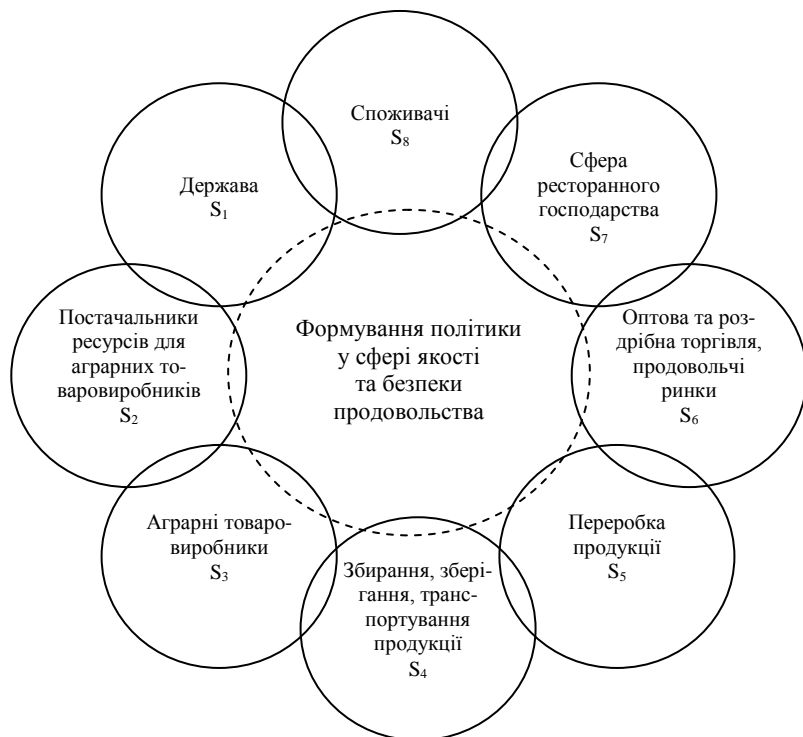 Споживачі
S₈
Держава
S₁
Сфера
ресторанного
господарства
S₇
Постачальники
ресурсів для
аграрних то-
варовиробників
S₂
Формування політики
у сфері якості
та безпеки
продовольства
Оптова та роз-
дрібна торгівля,
продовольчі
ринки
S₆
Аграрні товаро-
виробники
S₃
Збирання, збері-
гання, транс-
портування
продукції
S₄
Переробка
продукції
S₅